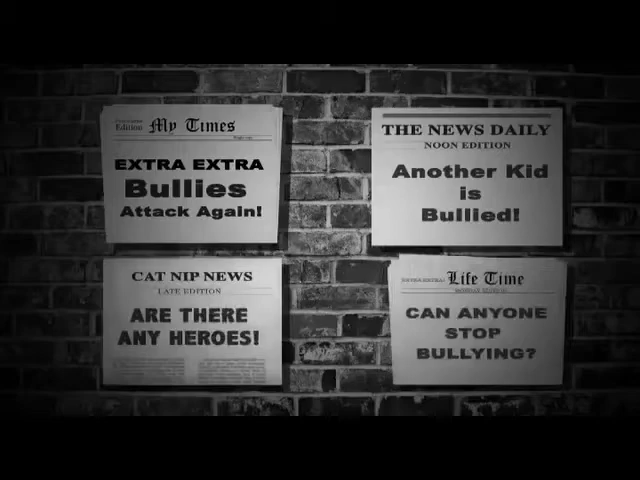 Edition My Times
EXTRA EXTRA
Bullies
Attack Again!
THE NEWS DAILY
NOON EDITION
Another Kid
is
Bullied!
CAT NIP NEWS
LATE EDITION
ARE THERE
ANY HEROES!
Life Time
CAN ANYONE
STOP
BULLYING?